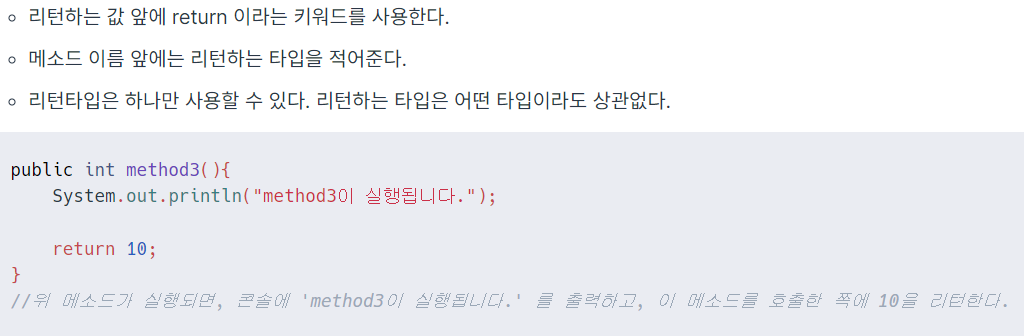 리턴하는 값 앞에 return 이라는 키워드를 사용한다.
메소드 이름 앞에는 리턴하는 타입을 적어준다.
리턴타입은 하나만 사용할 수 있다. 리턴하는 타입은 어떤 타입이라도 상관없다.
public int method3(){
    System.out.println("method3이 실행됩니다.");

    return 10;
}
//위 메소드가 실행되면, 콘솔에 'method3이 실행됩니다.' 를 출력하고, 이 메소드를 호출한 쪽에 10을 리턴한다.